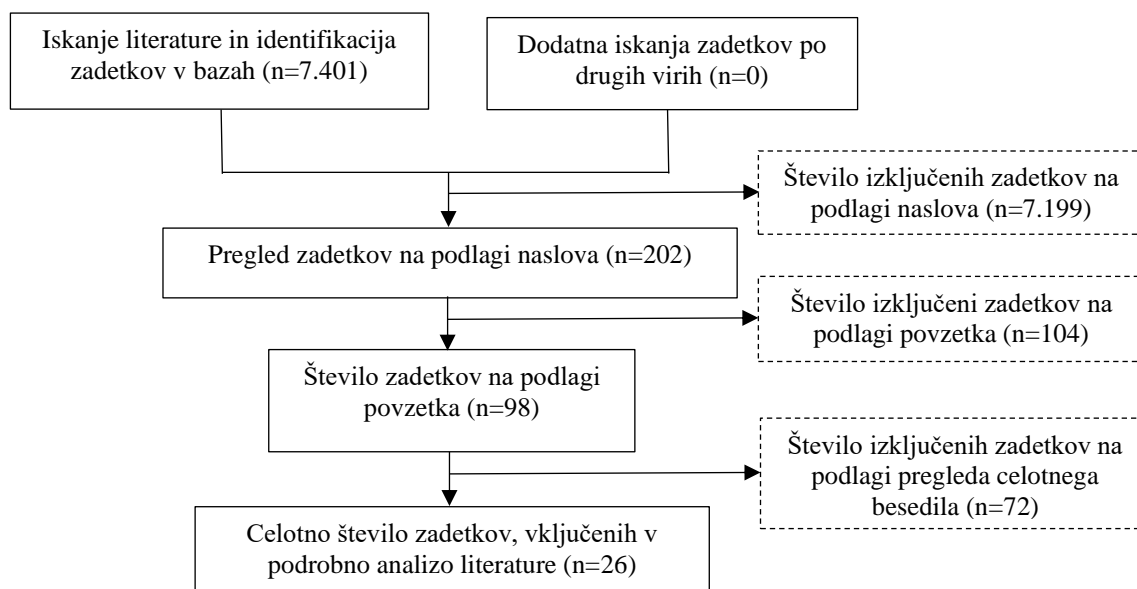 Iskanje literature in identifikacija
zadetkov v bazah (n=7.401)
Dodatna iskanja zadetkov po
drugih virih (n=0)
Število izključenih zadetkov na
podlagi naslova (n=7.199)
Pregled zadetkov na podlagi naslova (n=202)
Število izključeni zadetkov na
podlagi povzetka (n=104)
Število zadetkov na podlagi
povzetka (n=98)
Število izključenih zadetkov na
podlagi pregleda celotnega
besedila (n=72)
Celotno število zadetkov, vključenih v
podrobno analizo literature (n=26)